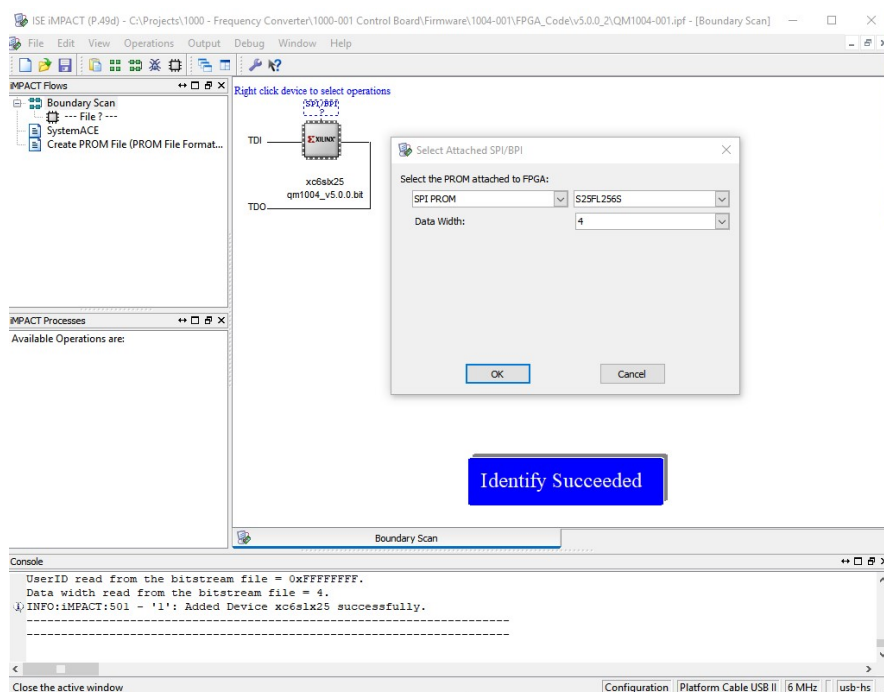 ISE iMPACT (P.49d) - C:\Projects\1000 - Frequency Converter\1000-001 Control Board\Firmware\1004-001\FPGA_Code\v5.0.0_2\QM1004-001.ipf - [Boundary Scan]
File Edit View Operations Output Debug Window Help
iMPACT Flows
Boundary Scan
--- File ? ---
SystemACE
Create PROM File (PROM File Format...
Right click device to select operations
SPI/BPI
?
TDI
XILINX
xc6slx25
qm1004_v5.0.0.bit
TDO
Select Attached SPI/BPI
Select the PROM attached to FPGA:
SPI PROM S25FL256S
Data Width: 4
OK Cancel
iMPACT Processes
Available Operations are:
Identify Succeeded
Boundary Scan
Console
UserID read from the bitstream file = 0xFFFFFFFF.
Data width read from the bitstream file = 4.
INFO:iMPACT:501 - '1': Added Device xc6slx25 successfully.
----------------------------------------------------------------------
----------------------------------------------------------------------
Close the active window
Configuration Platform Cable USB II 6 MHz usb-hs